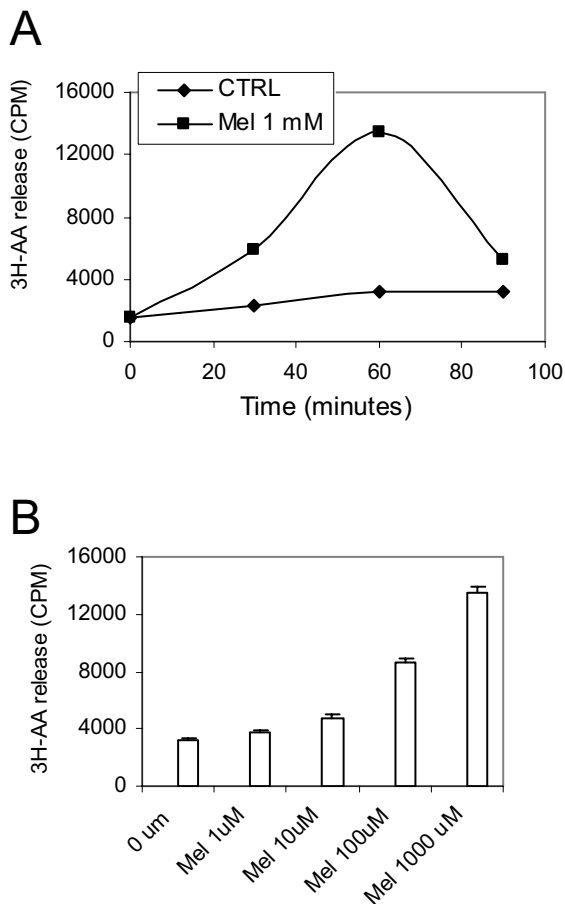 A
3H-AA release (CPM)
16000
12000
8000
4000
0
CTRL
Mel 1 mM
0 20 40 60 80 100
Time (minutes)
B
3H-AA release (CPM)
16000
12000
8000
4000
0
0 um
Mel 1uM
Mel 10uM
Mel 100uM
Mel 1000 uM